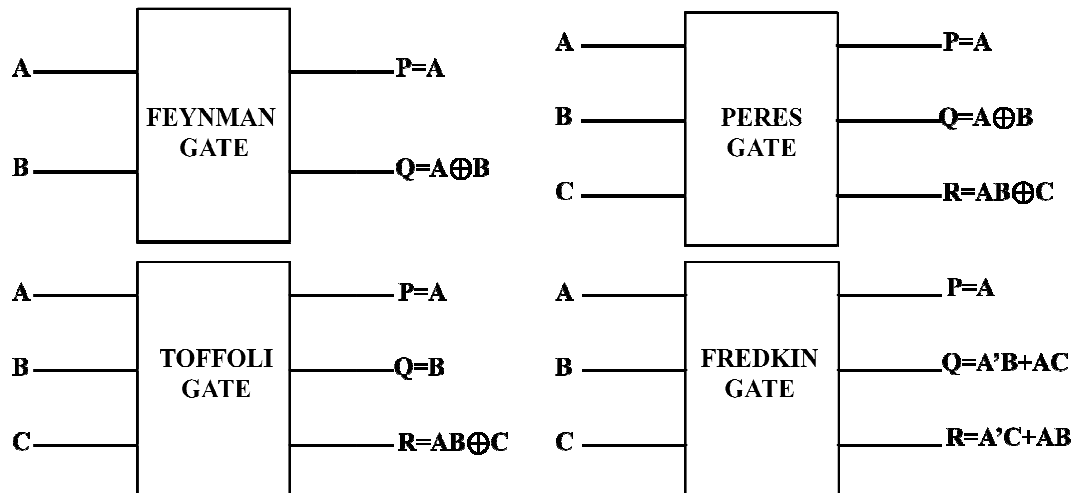 A
B
FEYNMAN
GATE
P=A
Q=A⊕B
A
B
C
PERES
GATE
P=A
Q=A⊕B
R=AB⊕C
A
B
C
TOFFOLI
GATE
P=A
Q=B
R=AB⊕C
A
B
C
FREDKIN
GATE
P=A
Q=A’B+AC
R=A’C+AB